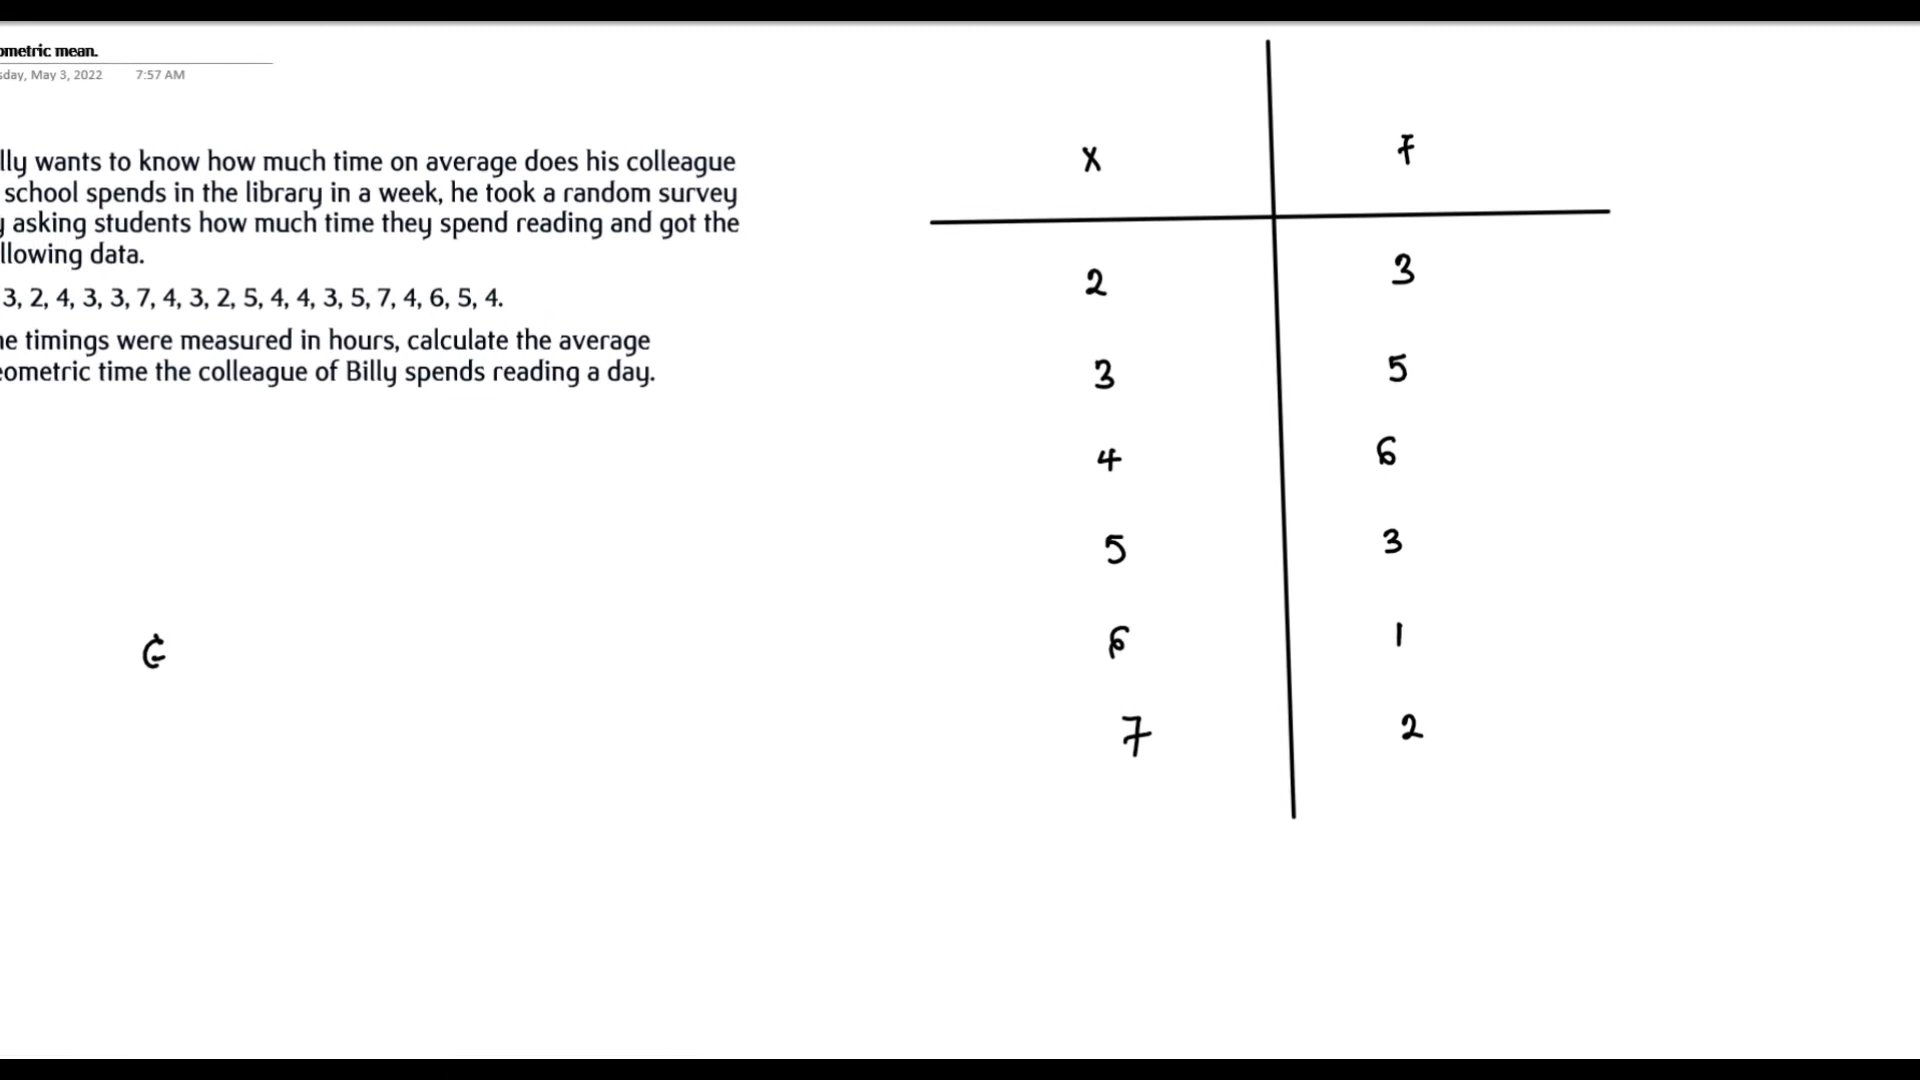 ometric mean.
sday, May 3, 2022 7:57 AM
lly wants to know how much time on average does his colleague
school spends in the library in a week, he took a random survey
y asking students how much time they spend reading and got the
llowing data.
3, 2, 4, 3, 3, 7, 4, 3, 2, 5, 4, 4, 3, 5, 7, 4, 6, 5, 4.
he timings were measured in hours, calculate the average
eometric time the colleague of Billy spends reading a day.
x f
2 3
3 5
4 6
5 3
6 1
7 2